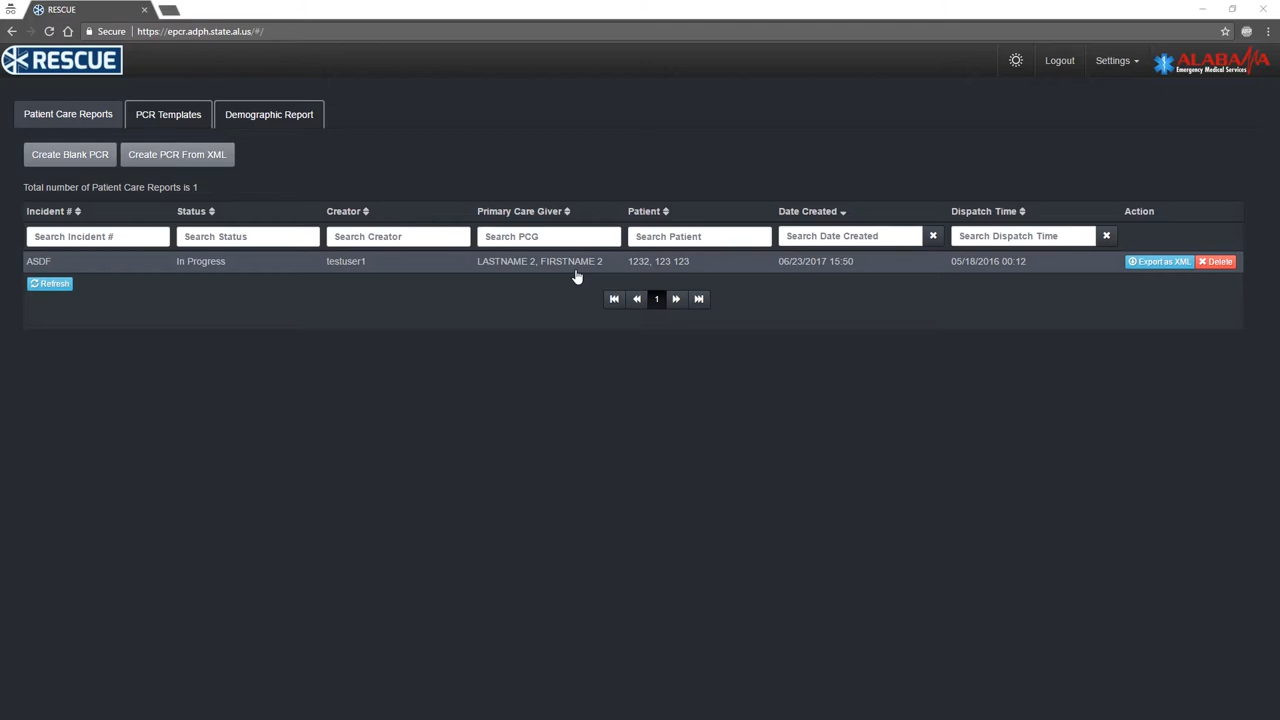 RESCUE
Secure https://epcr.adph.state.al.us/#/
RESCUE
Logout
Settings
ALABAMA
Emergency Medical Services
Patient Care Reports
PCR Templates
Demographic Report
Create Blank PCR
Create PCR From XML
Total number of Patient Care Reports is 1
Incident # Status Creator Primary Care Giver Patient Date Created Dispatch Time Action
Search Incident # Search Status Search Creator Search PCG Search Patient Search Date Created Search Dispatch Time
ASDF In Progress testuser1 LASTNAME 2, FIRSTNAME 2 1232, 123 123 06/23/2017 15:50 05/18/2016 00:12 Export as XML Delete
Refresh
1